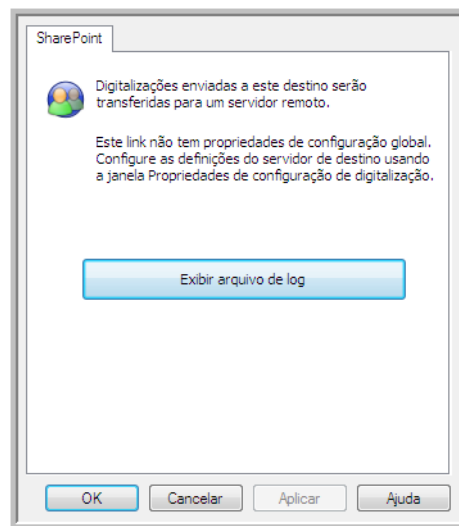 SharePoint
Digitalizações enviadas a este destino serão
transferidas para um servidor remoto.
Este link não tem propriedades de configuração global.
Configure as definições do servidor de destino usando
a janela Propriedades de configuração de digitalização.
Exibir arquivo de log
OK Cancelar Aplicar Ajuda